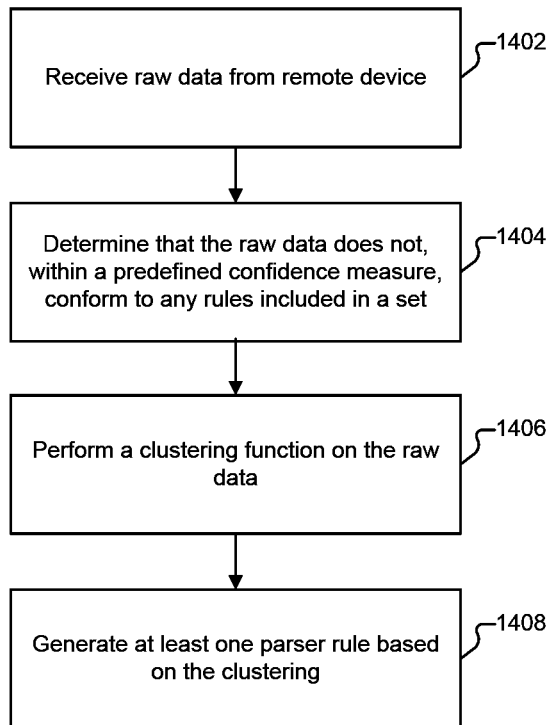 Receive raw data from remote device
1402
Determine that the raw data does not,
within a predefined confidence measure,
conform to any rules included in a set
1404
Perform a clustering function on the raw
data
1406
Generate at least one parser rule based
on the clustering
1408